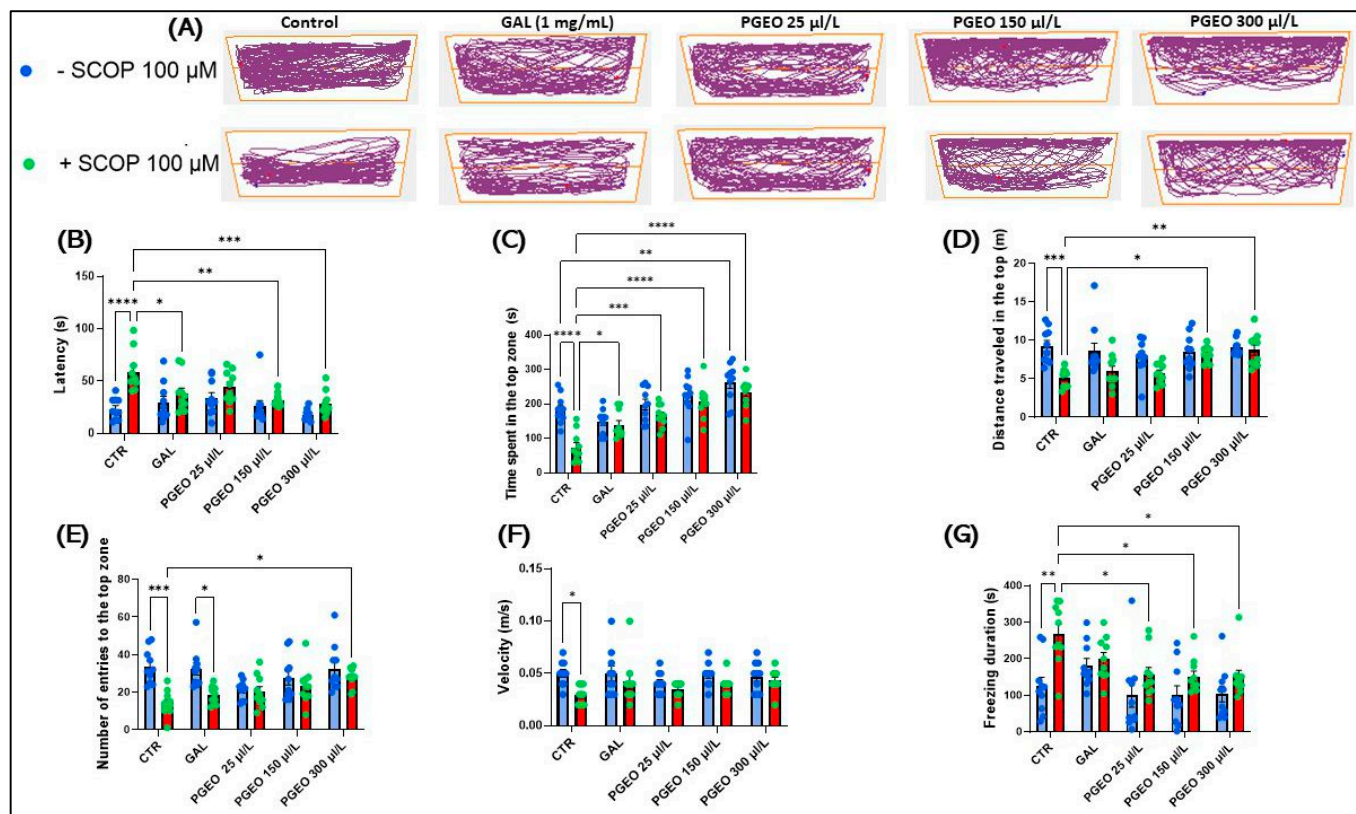 (A)
Control GAL (1 mg/mL) PGEO 25 µl/L PGEO 150 µl/L PGEO 300 µL/L
- SCOP 100 µM
+ SCOP 100 µM
(B)
Latency (s)
150
100
50
0
**** * ** ***
CTR GAL PGEO 25 µl/L PGEO 150 µl/L PGEO 300 µl/L
(C)
Time spent in the top zone (s)
400
300
200
100
0
**** * *** **** ** ****
CTR GAL PGEO 25 µl/L PGEO 150 µl/L PGEO 300 µl/L
(D)
Distance traveled in the top (m)
20
15
10
5
0
*** * **
CTR GAL PGEO 25 µl/L PGEO 150 µl/L PGEO 300 µl/L
(E)
Number of entries to the top zone
80
60
40
20
0
*** * *
CTR GAL PGEO 25 µl/L PGEO 150 µl/L PGEO 300 µl/L
(F)
Velocity (m/s)
0.15
0.10
0.05
0.00
*
CTR GAL PGEO 25 µl/L PGEO 150 µl/L PGEO 300 µl/L
(G)
Freezing duration (s)
400
300
200
100
0
** * * *
CTR GAL PGEO 25 µl/L PGEO 150 µl/L PGEO 300 µl/L